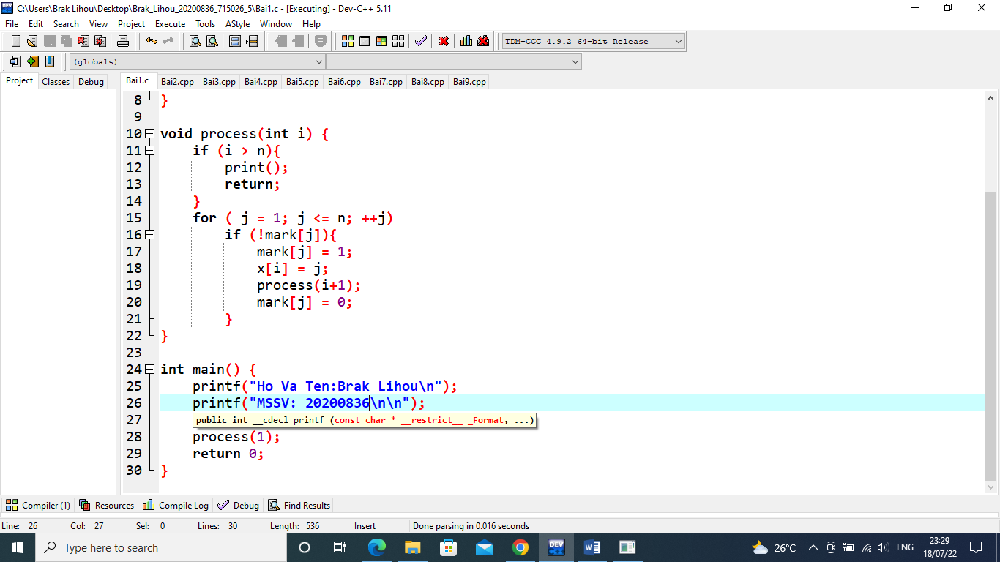 C:\Users\Brak Lihou\Desktop\Brak_Lihou_20200836_715026_5\Bai1.c - [Executing] - Dev-C++ 5.11
File Edit Search View Project Execute Tools AStyle Window Help
TDM-GCC 4.9.2 64-bit Release
(globals)
Project Classes Debug Bai1.c Bai2.cpp Bai3.cpp Bai4.cpp Bai5.cpp Bai6.cpp Bai7.cpp Bai8.cpp Bai9.cpp
8 }
9
10 void process(int i) {
11 if (i > n){
12 print();
13 return;
14 }
15 for ( j = 1; j <= n; ++j)
16 if (!mark[j]){
17 mark[j] = 1;
18 x[i] = j;
19 process(i+1);
20 mark[j] = 0;
21 }
22 }
23
24 int main() {
25 printf("Ho Va Ten:Brak Lihou\n");
26 printf("MSSV: 20200836\n\n");
27 public int __cdecl printf (const char * __restrict__ _Format, ...)
28 process(1);
29 return 0;
30 }
Compiler (1) Resources Compile Log Debug Find Results
Line: 26 Col: 27 Sel: 0 Lines: 30 Length: 536 Insert Done parsing in 0.016 seconds
Type here to search DEV 26°C ENG 23:29
18/07/22